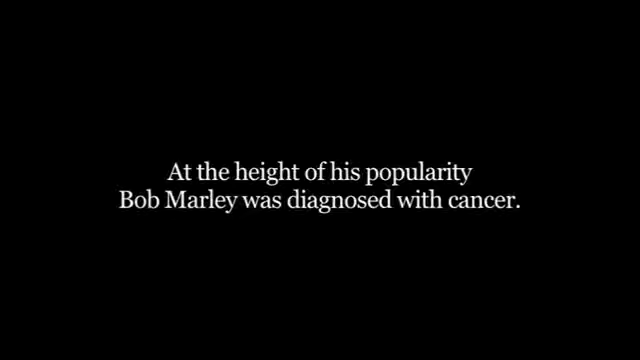 At the height of his popularity
Bob Marley was diagnosed with cancer.